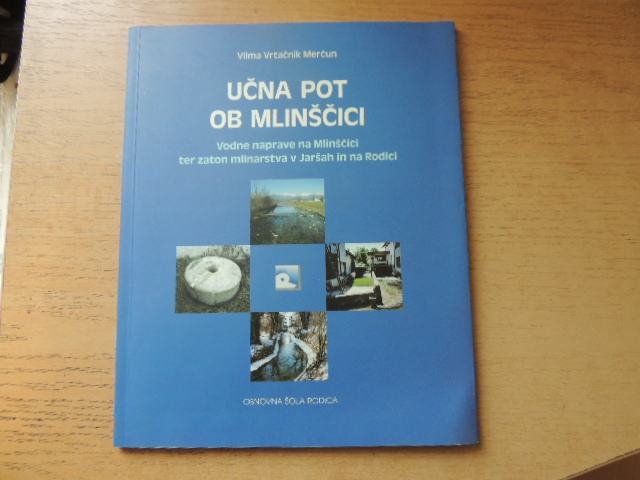 Vilma Vrtačnik Merčun
UČNA POT
OB MLINŠČICI
Vodne naprave na Mlinščici
ter zaton mlinarstva v Jaršah in na Rodici
OSNOVNA ŠOLA RODICA